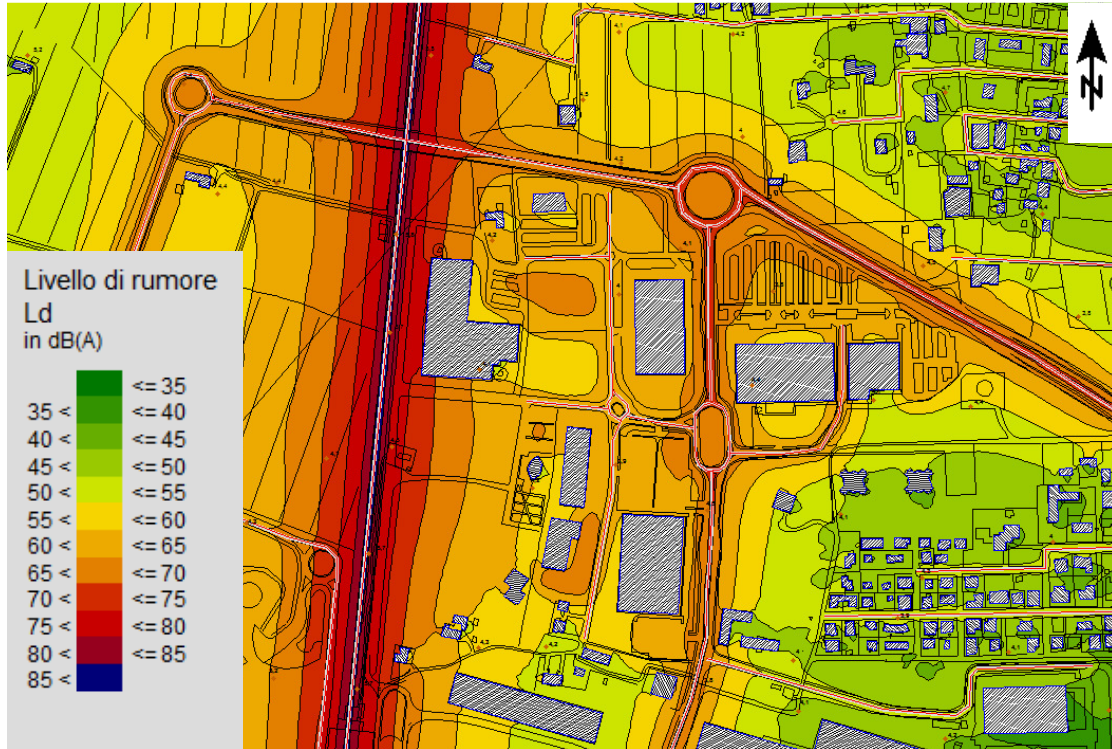 N
Livello di rumore
Ld
in dB(A)
<= 35
35 < <= 40
40 < <= 45
45 < <= 50
50 < <= 55
55 < <= 60
60 < <= 65
65 < <= 70
70 < <= 75
75 < <= 80
80 < <= 85
85 <